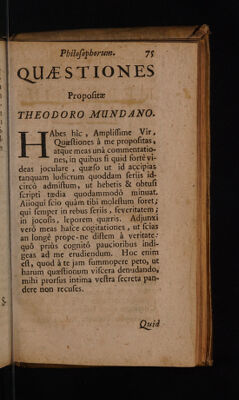 Philosophorum. 75
QUÆSTIONES
Propositæ
THEODORO MUNDANO.
HAbes hîc, Amplissime Vir,
Quæstiones à me propositas,
atque meas unà commentatio-
nes, in quibus si quid fortè vi-
deas joculare, quæso ut id accipias
tanquam ludicrum quoddam seriis id-
circò admistum, ut hebetis & obtusi
scripti tædia quodammodò minuat.
Alioqui scio quàm tibi molestum foret;
qui semper in rebus seriis, severitatem;
in jocosis, leporem quæris. Adjunxi
verò meas hasce cogitationes, ut scias
an longè prope-ne distem à veritate:
quò priùs cognitò paucioribus indi-
geas ad me erudiendum. Hoc enim
est, quod à te jam summopere peto, ut
harum quæstionum viscera denudando,
mihi prorsus intima vestra secreta pan-
dere non recuses.
Quid